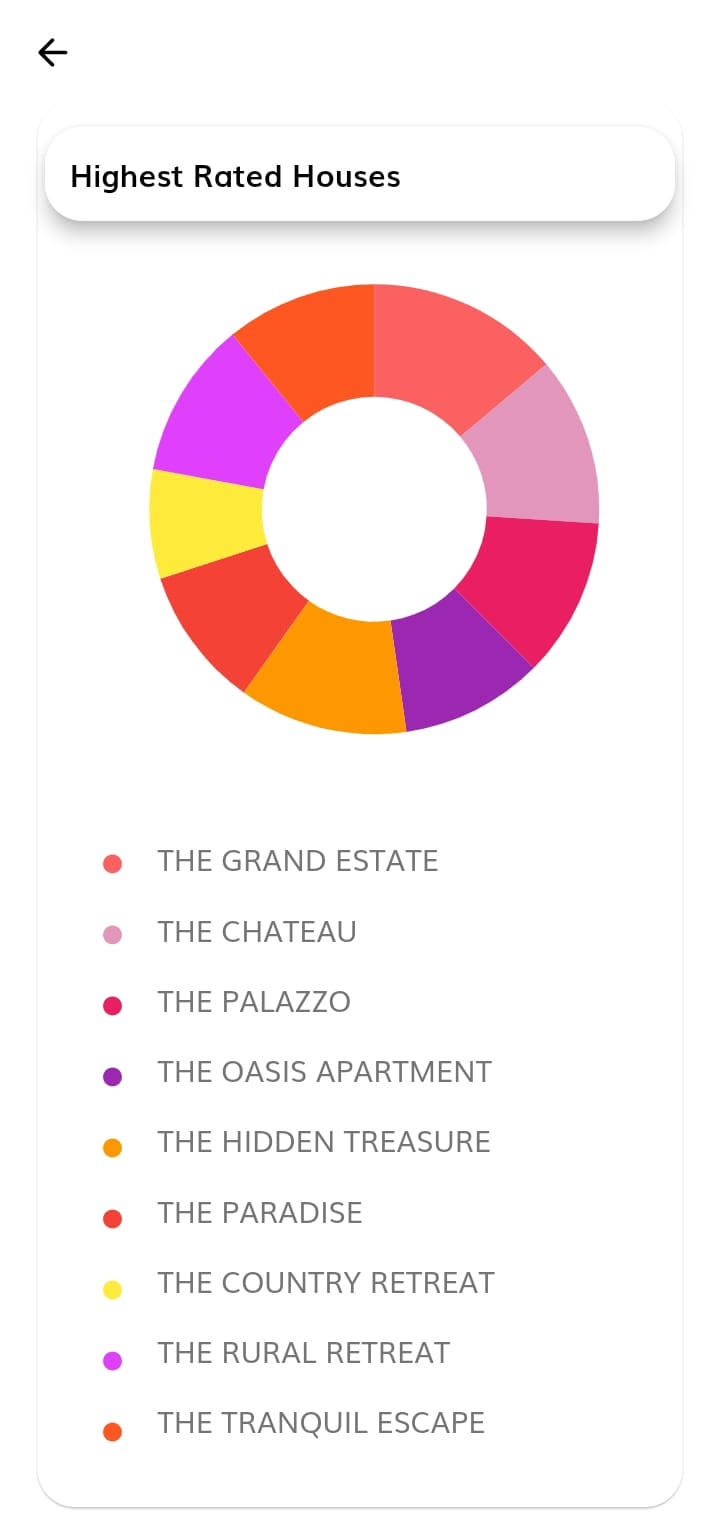 Highest Rated Houses
THE GRAND ESTATE
THE CHATEAU
THE PALAZZO
THE OASIS APARTMENT
THE HIDDEN TREASURE
THE PARADISE
THE COUNTRY RETREAT
THE RURAL RETREAT
THE TRANQUIL ESCAPE